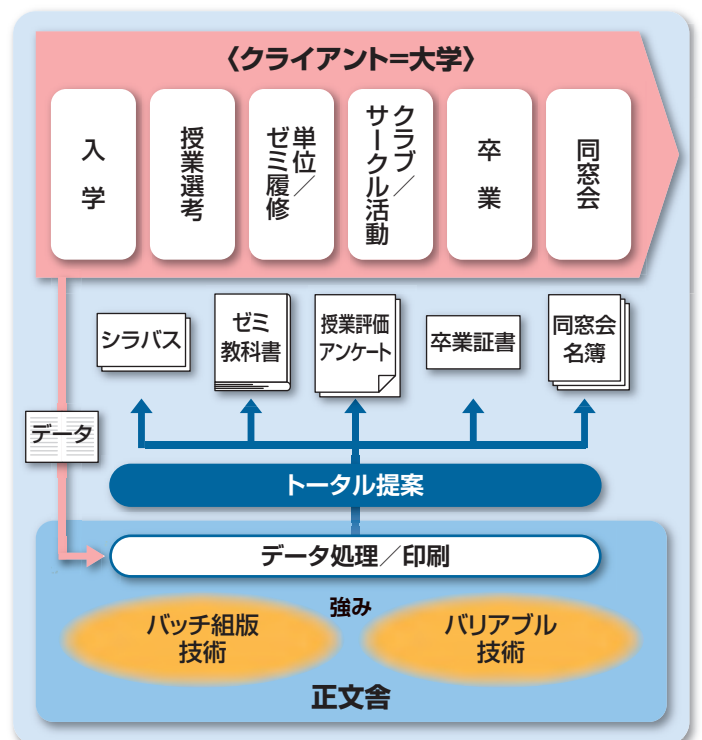 〈クライアント=大学〉
入学
授業選考
単位／
ゼミ履修
クラブ／
サークル活動
卒業
同窓会
シラバス
ゼミ
教科書
授業評価
アンケート
卒業証書
同窓会
名簿
データ
トータル提案
データ処理／印刷
強み
バッチ組版
技術
バリアブル
技術
正文舎